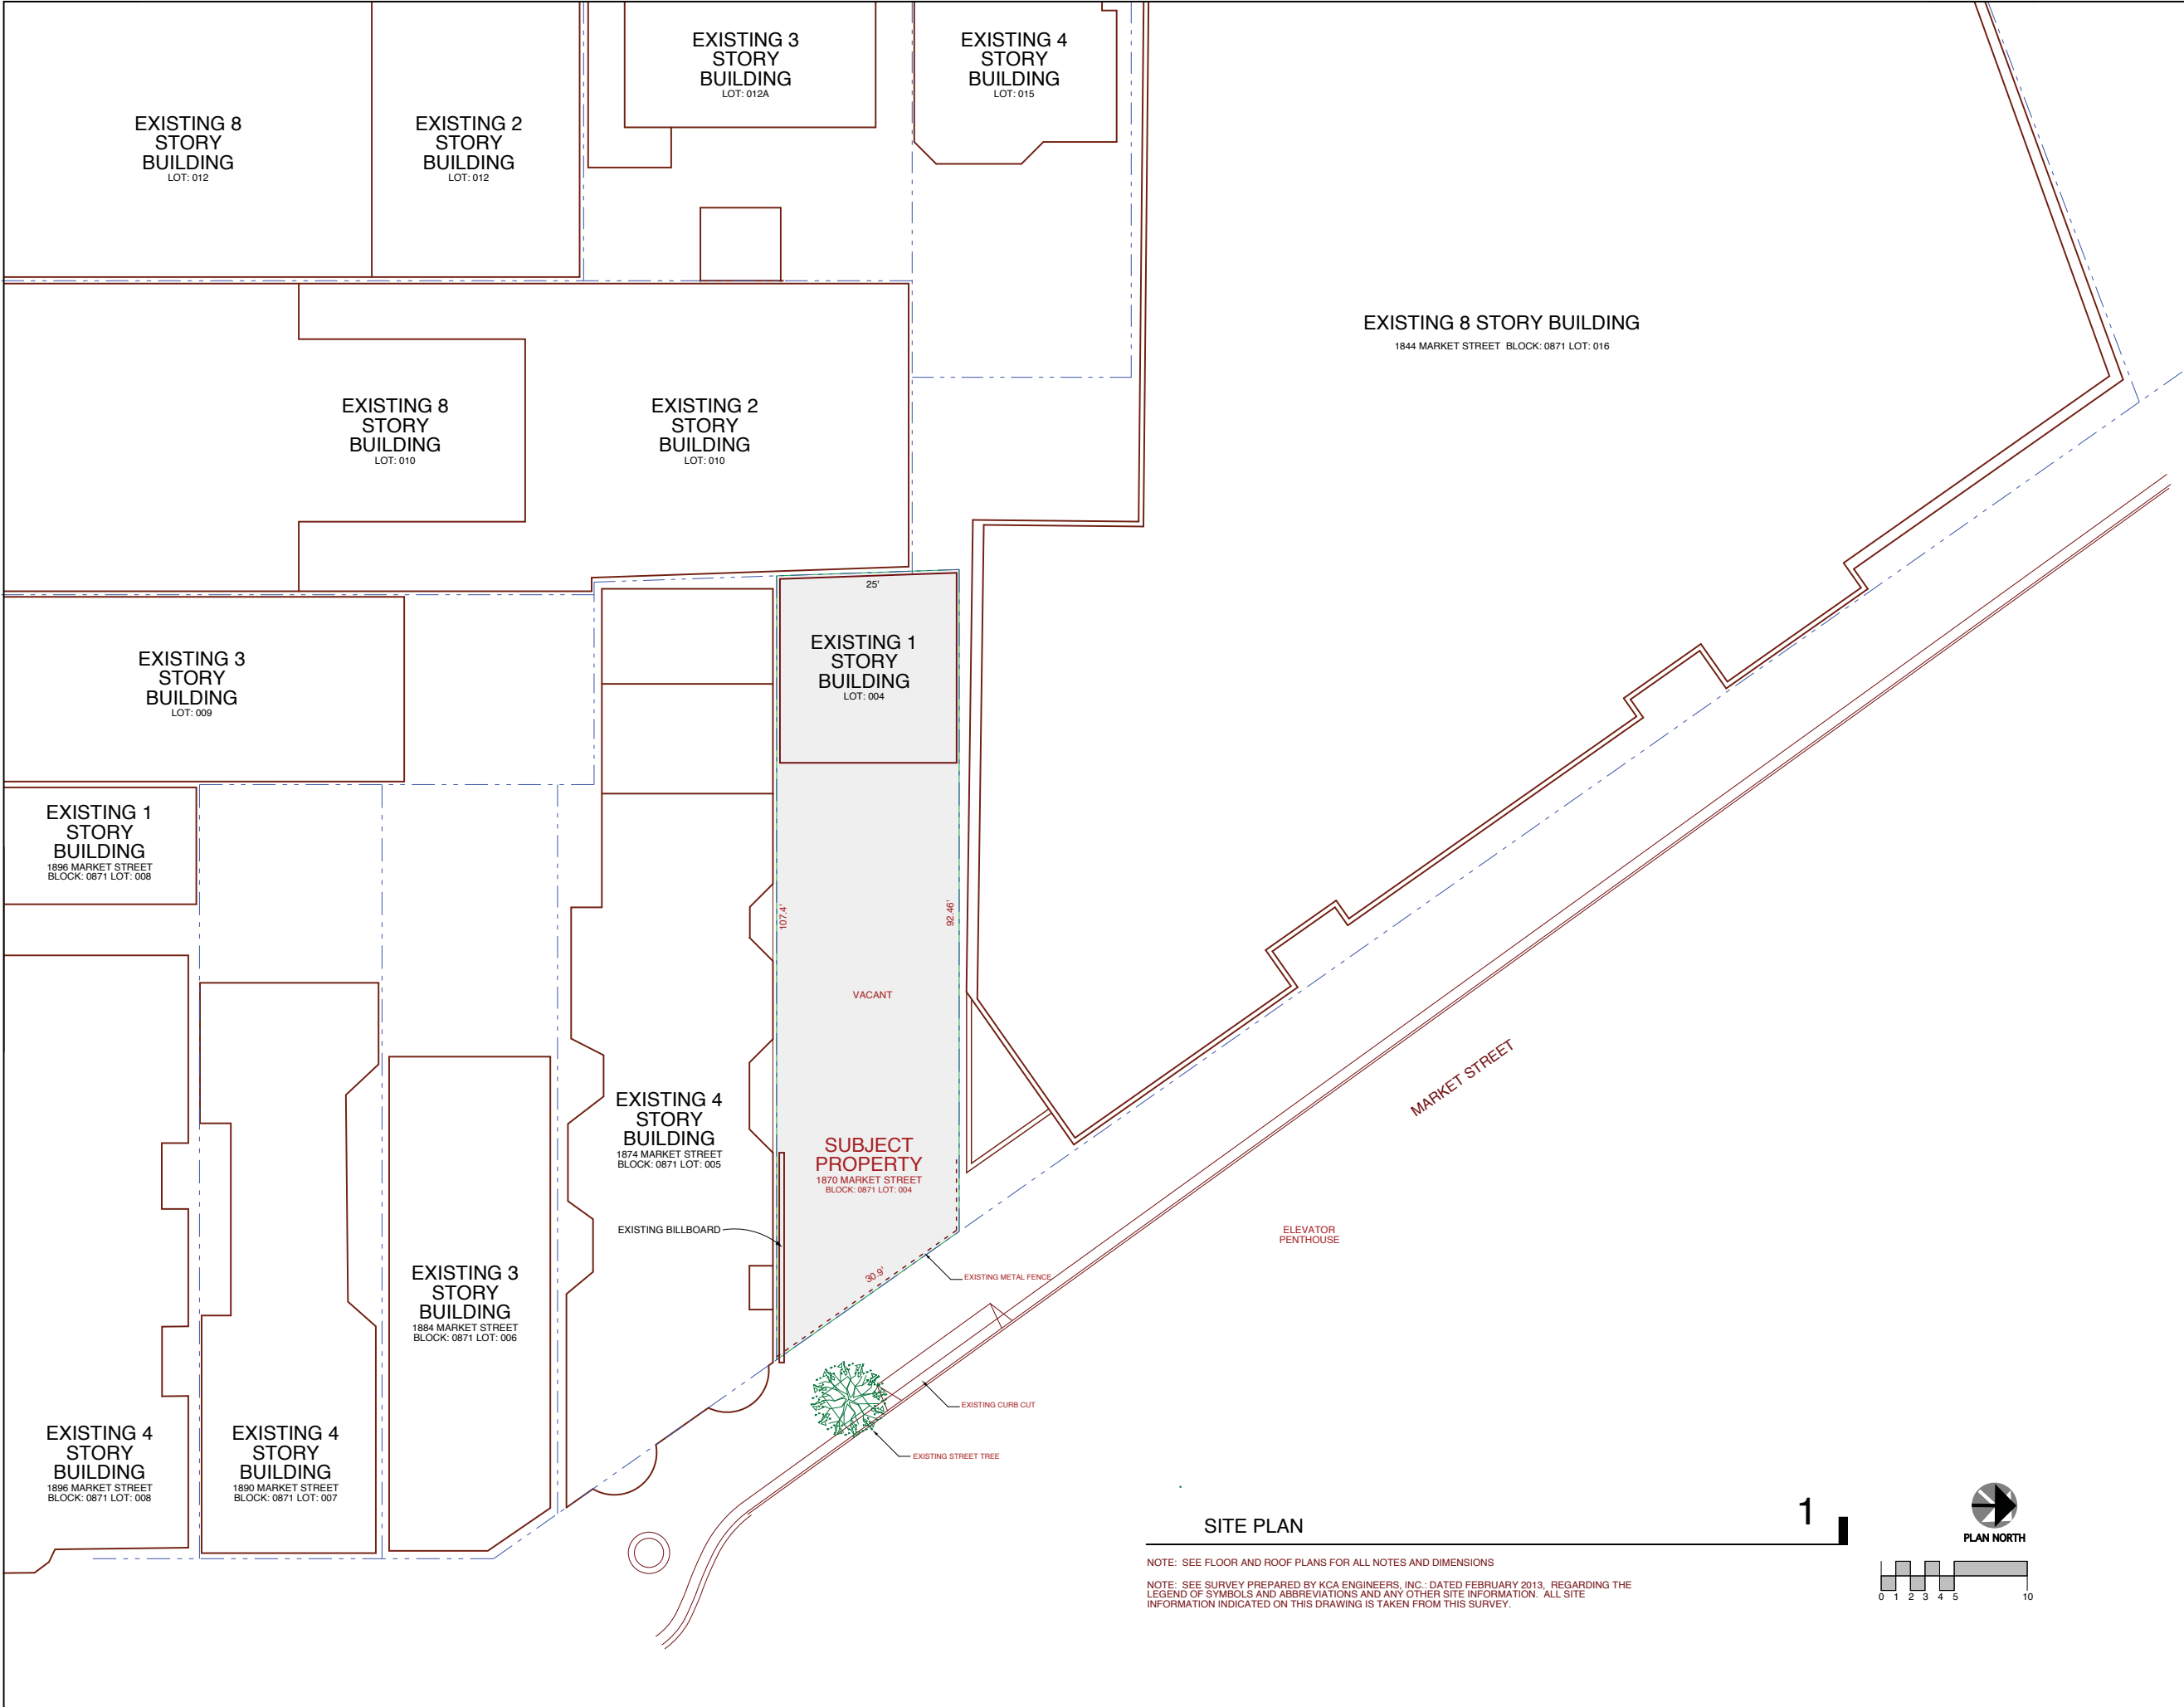 EXISTING 3
STORY
BUILDING
LOT: 012A
EXISTING 4
STORY
BUILDING
LOT: 015
EXISTING 8
STORY
BUILDING
LOT: 012
EXISTING 2
STORY
BUILDING
LOT: 012
EXISTING 8 STORY BUILDING
1844 MARKET STREET BLOCK: 0871 LOT: 016
EXISTING 8
STORY
BUILDING
LOT: 010
EXISTING 2
STORY
BUILDING
LOT: 010
25'
EXISTING 1
STORY
BUILDING
LOT: 004
EXISTING 3
STORY
BUILDING
LOT: 009
EXISTING 1
STORY
BUILDING
1896 MARKET STREET
BLOCK: 0871 LOT: 008
107.4'
92.46'
VACANT
MARKET STREET
EXISTING 4
STORY
BUILDING
1874 MARKET STREET
BLOCK: 0871 LOT: 005
SUBJECT
PROPERTY
1870 MARKET STREET
BLOCK: 0871 LOT: 004
EXISTING BILLBOARD
ELEVATOR
PENTHOUSE
30.9'
EXISTING METAL FENCE
EXISTING 3
STORY
BUILDING
1884 MARKET STREET
BLOCK: 0871 LOT: 006
EXISTING CURB CUT
EXISTING STREET TREE
EXISTING 4
STORY
BUILDING
1896 MARKET STREET
BLOCK: 0871 LOT: 008
EXISTING 4
STORY
BUILDING
1890 MARKET STREET
BLOCK: 0871 LOT: 007
SITE PLAN
1
PLAN NORTH
NOTE: SEE FLOOR AND ROOF PLANS FOR ALL NOTES AND DIMENSIONS
NOTE: SEE SURVEY PREPARED BY KCA ENGINEERS, INC.: DATED FEBRUARY 2013, REGARDING THE
LEGEND OF SYMBOLS AND ABBREVIATIONS AND ANY OTHER SITE INFORMATION. ALL SITE
INFORMATION INDICATED ON THIS DRAWING IS TAKEN FROM THIS SURVEY.
0 1 2 3 4 5 10